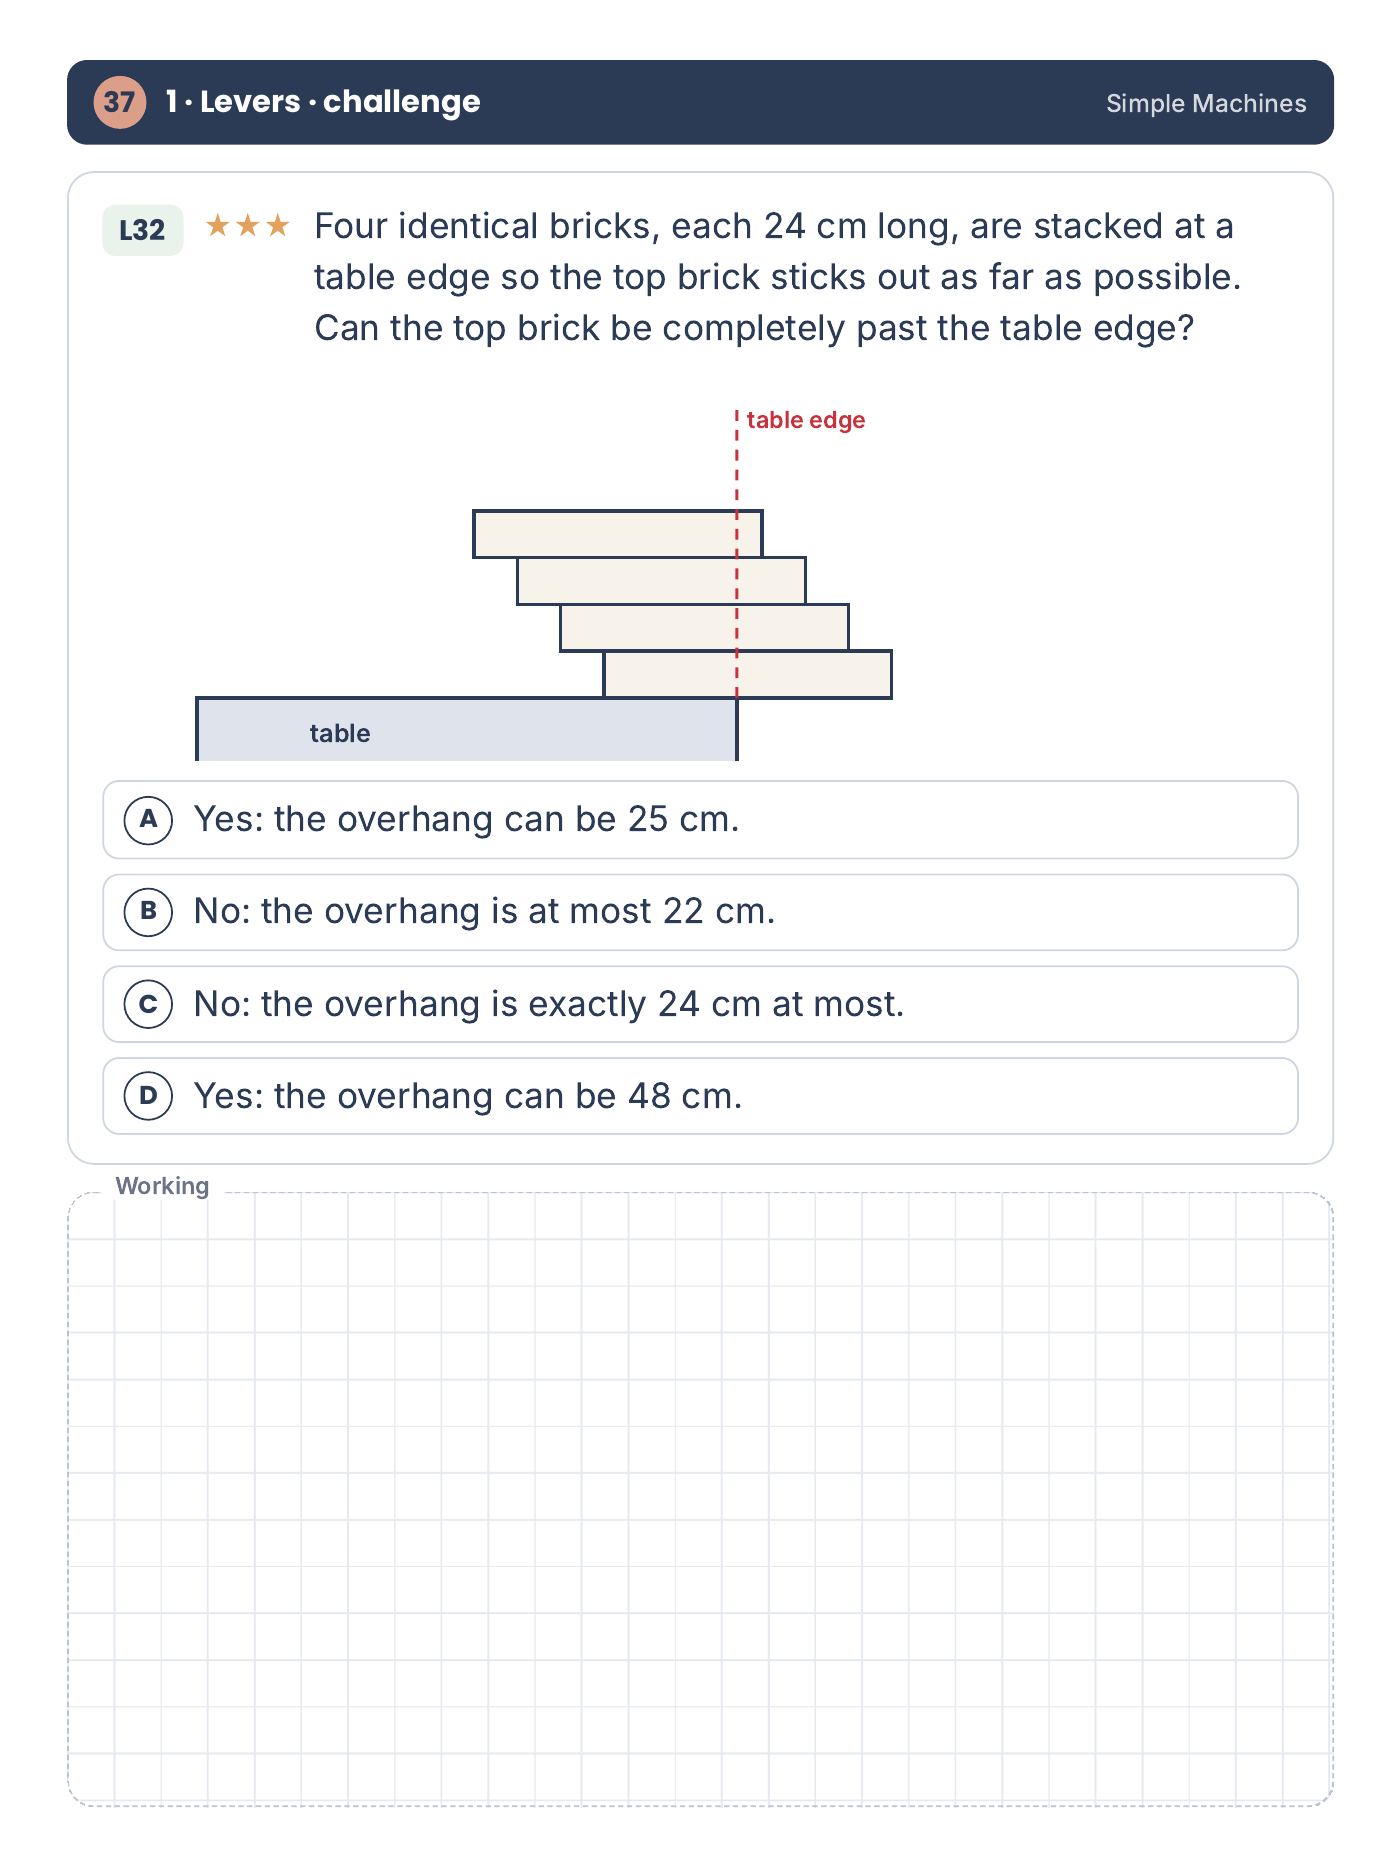 37 1 · Levers · challenge Simple Machines
L32 ★★★ Four identical bricks, each 24 cm long, are stacked at a
table edge so the top brick sticks out as far as possible.
Can the top brick be completely past the table edge?
table edge
table
A Yes: the overhang can be 25 cm.
B No: the overhang is at most 22 cm.
C No: the overhang is exactly 24 cm at most.
D Yes: the overhang can be 48 cm.
Working